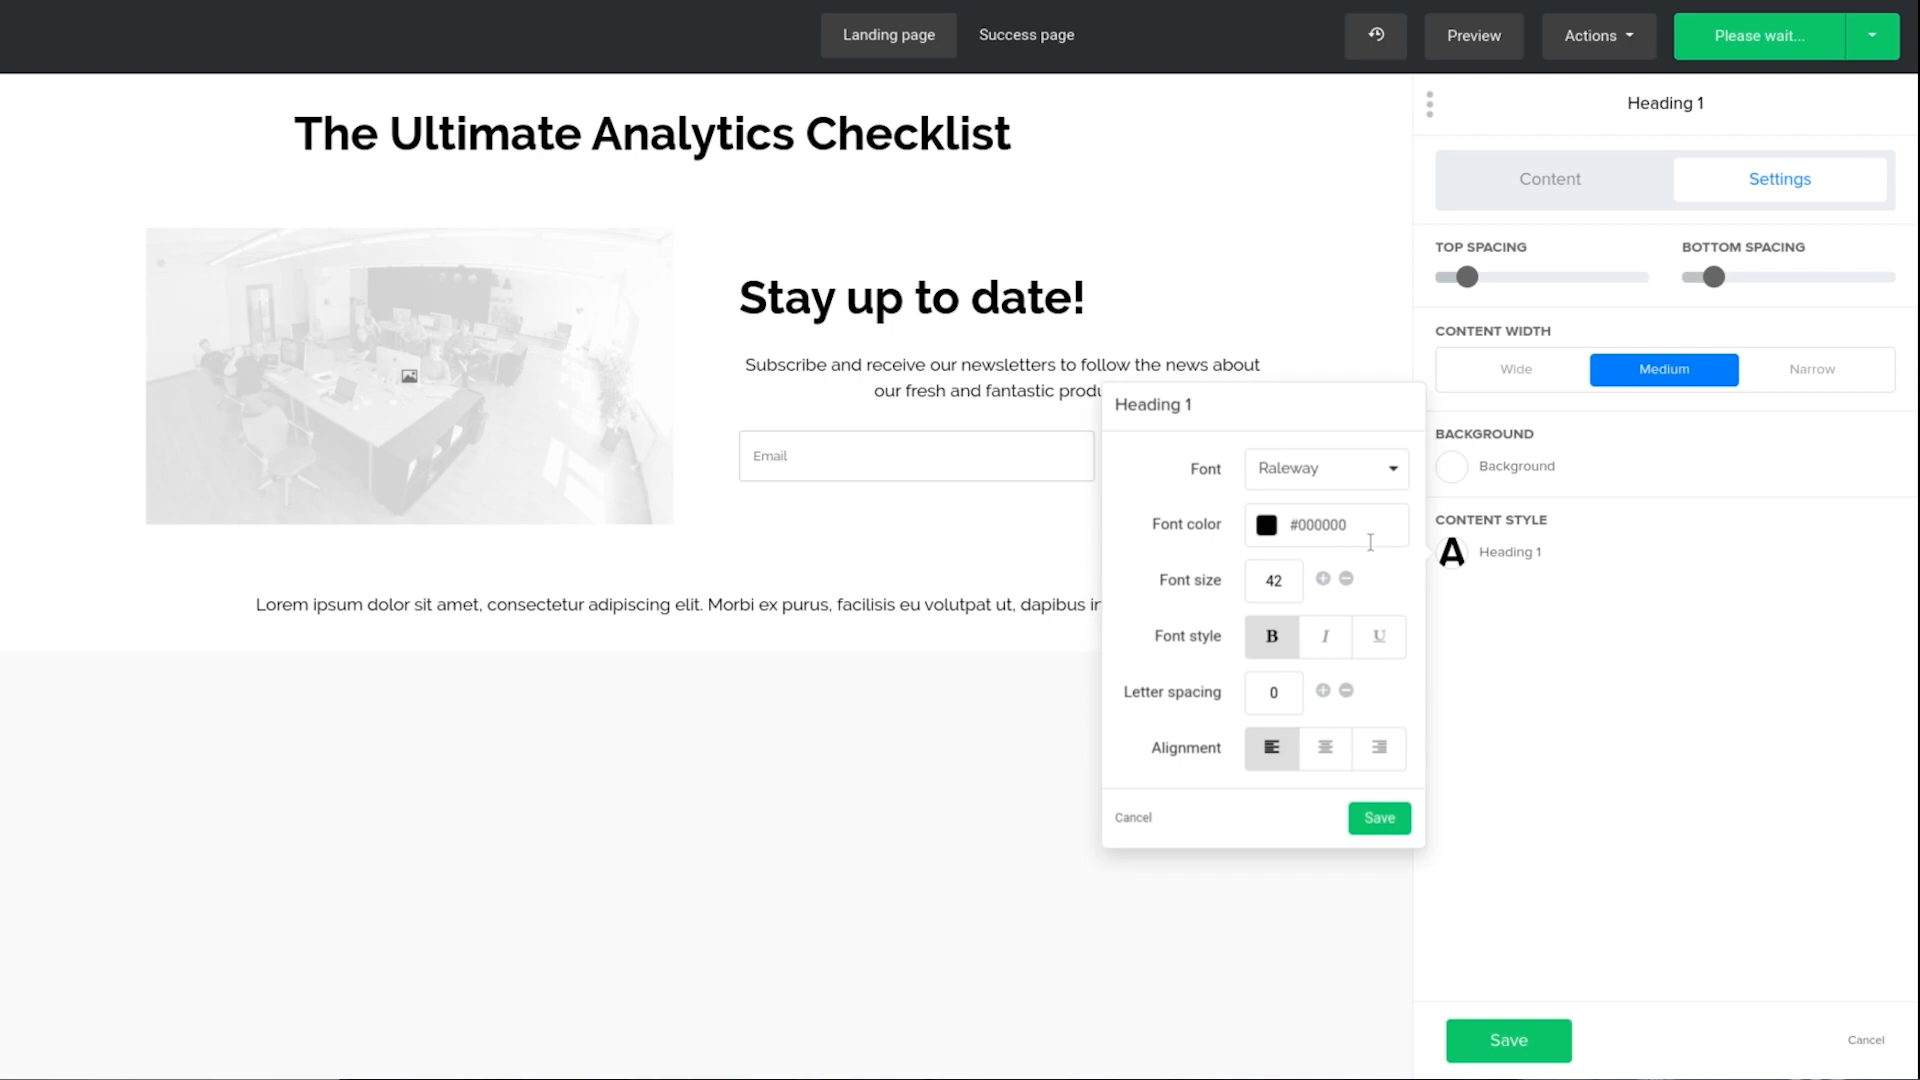 Landing page
Success page
Preview
Actions
Please wait...
The Ultimate Analytics Checklist
Stay up to date!
Subscribe and receive our newsletters to follow the news about
our fresh and fantastic produ
Email
Lorem ipsum dolor sit amet, consectetur adipiscing elit. Morbi ex purus, facilisis eu volutpat ut, dapibus in
Heading 1
Font
Raleway
Font color
#000000
Font size
42
Font style
B
I
U
Letter spacing
0
Alignment
Cancel
Save
Heading 1
Content
Settings
TOP SPACING
BOTTOM SPACING
CONTENT WIDTH
Wide
Medium
Narrow
BACKGROUND
Background
CONTENT STYLE
A
Heading 1
Save
Cancel